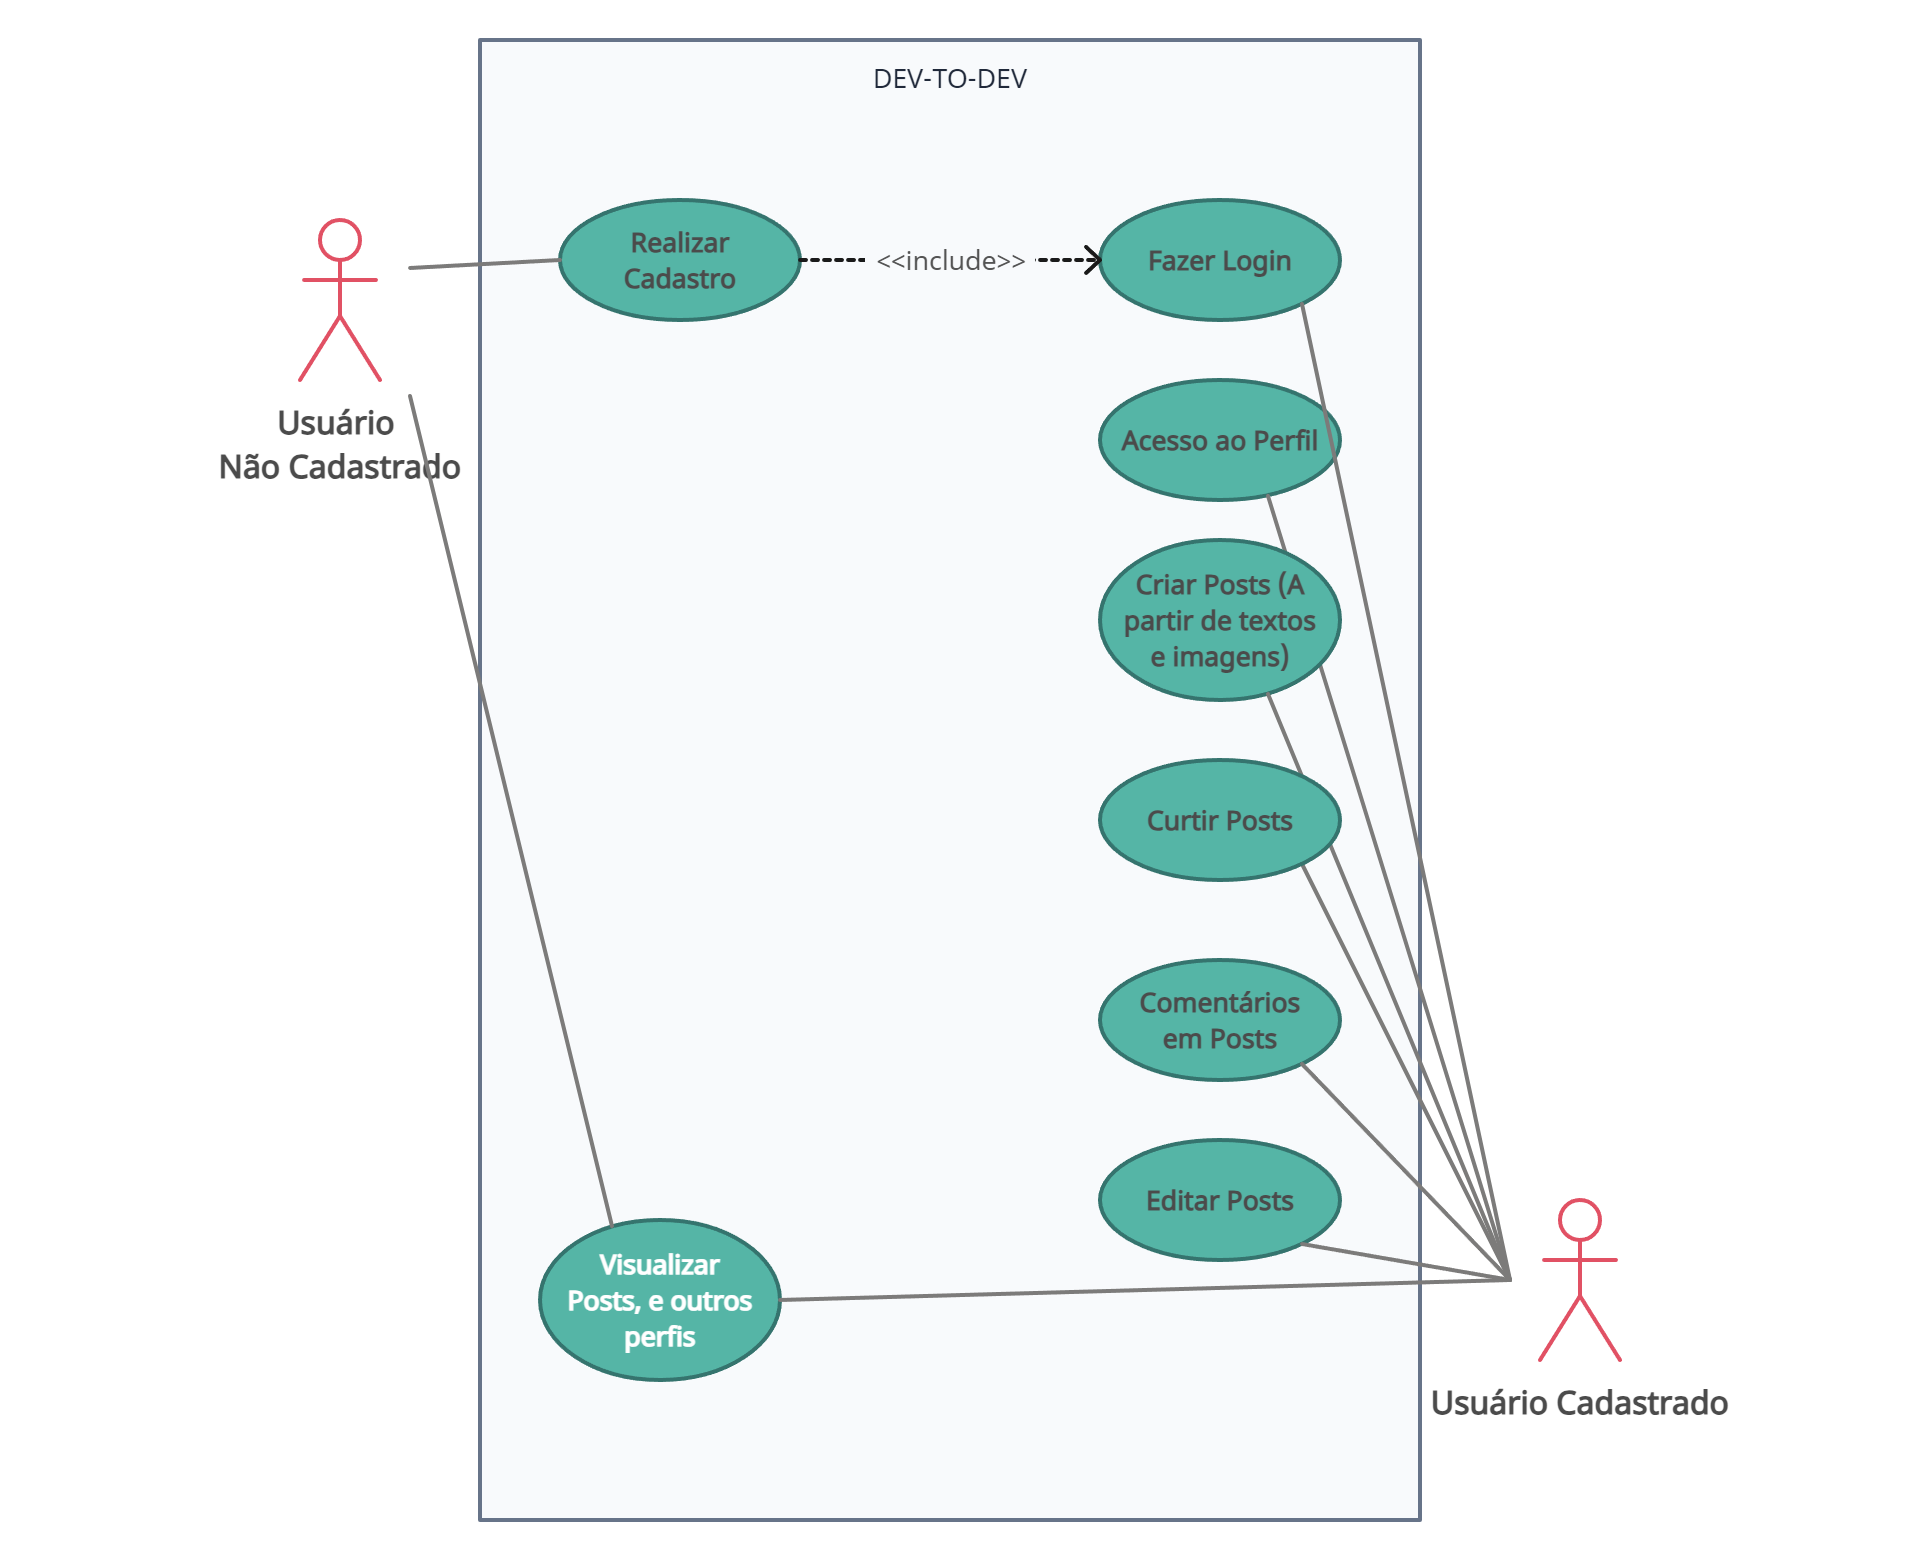 DEV-TO-DEV
Realizar
Cadastro
<<include>>
Fazer Login
Usuário
Não Cadastrado
Acesso ao Perfil
Criar Posts (A
partir de textos
e imagens)
Curtir Posts
Comentários
em Posts
Editar Posts
Visualizar
Posts, e outros
perfis
Usuário Cadastrado